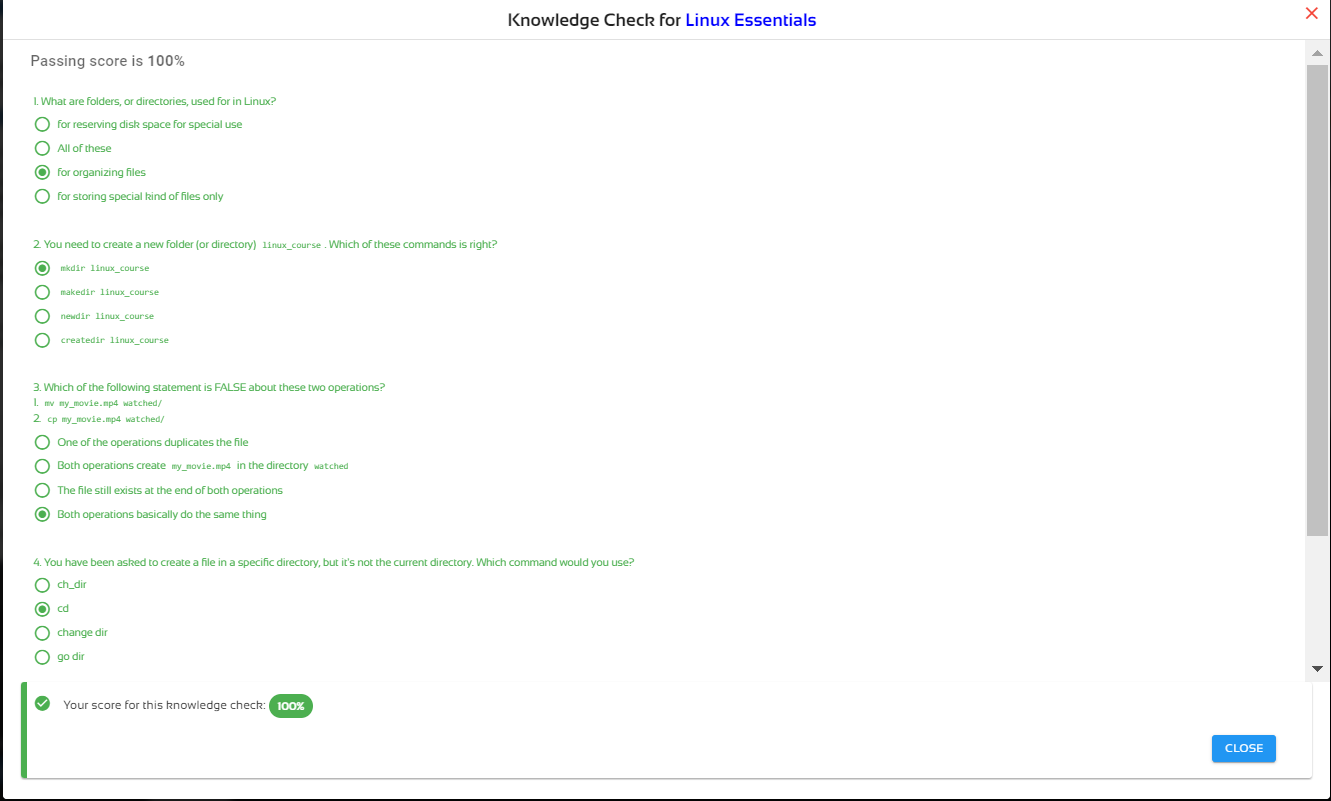 Knowledge Check for Linux Essentials
Passing score is 100%
1. What are folders, or directories, used for in Linux?
for reserving disk space for special use
All of these
for organizing files
for storing special kind of files only
2. You need to create a new folder (or directory) linux_course . Which of these commands is right?
mkdir linux_course
makedir linux_course
newdir linux_course
createdir linux_course
3. Which of the following statement is FALSE about these two operations?
1. mv my_movie.mp4 watched/
2. cp my_movie.mp4 watched/
One of the operations duplicates the file
Both operations create my_movie.mp4 in the directory watched
The file still exists at the end of both operations
Both operations basically do the same thing
4. You have been asked to create a file in a specific directory, but it's not the current directory. Which command would you use?
ch_dir
cd
change dir
go dir
Your score for this knowledge check: 100%
CLOSE